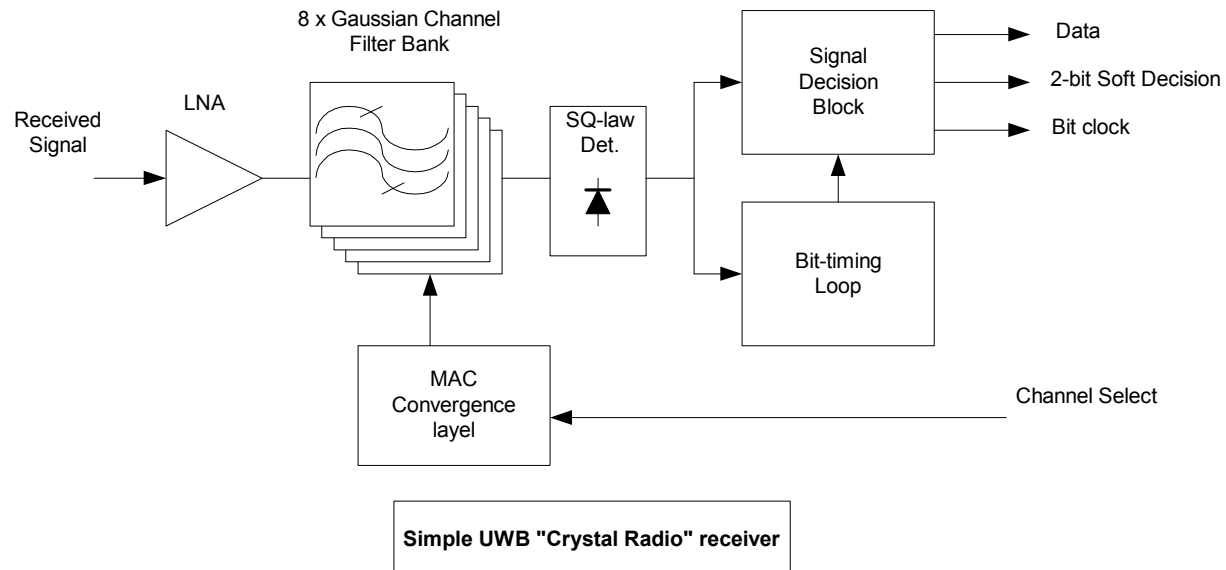 8 x Gaussian Channel
Filter Bank
LNA
Received
Signal
SQ-law
Det.
Signal
Decision
Block
Data
2-bit Soft Decision
Bit clock
Bit-timing
Loop
MAC
Convergence
layel
Channel Select
Simple UWB "Crystal Radio" receiver